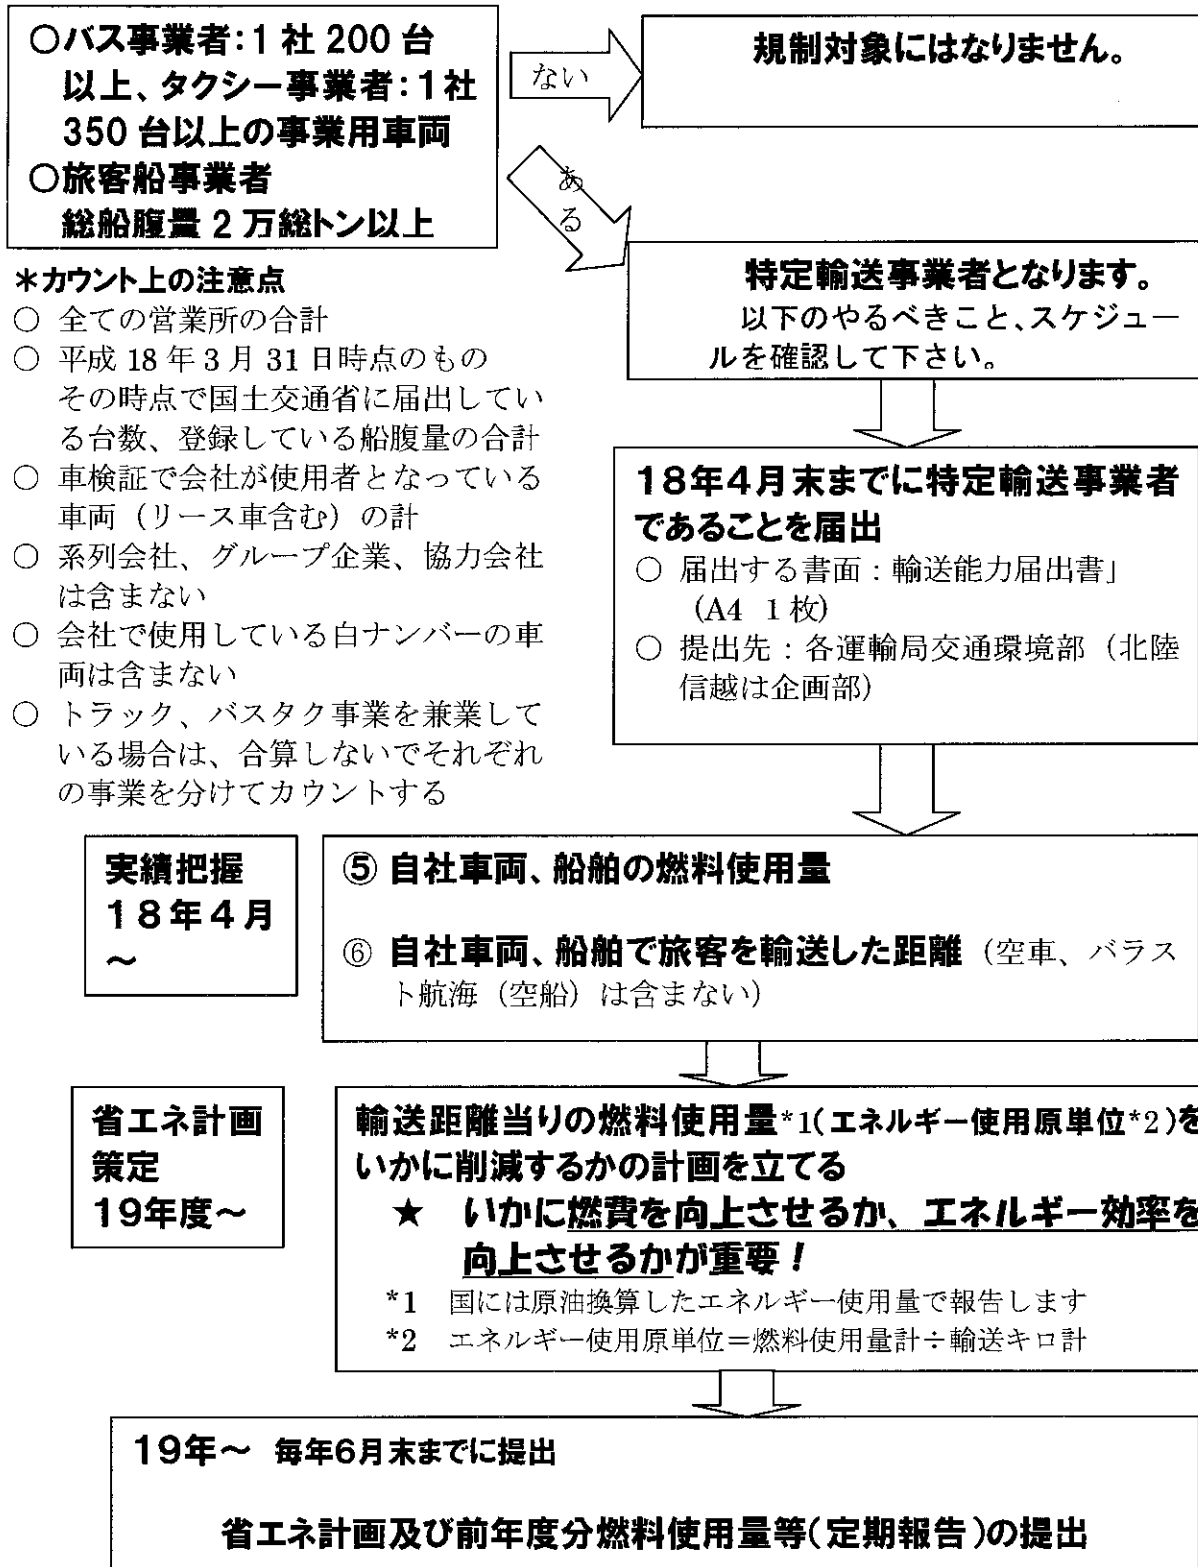 ○バス事業者：1社 200台
以上、タクシー事業者：1社
350台以上の事業用車両
○旅客船事業者
総船腹量 2 万総トン以上
ない
規制対象にはなりません。
ある
特定輸送事業者となります。
以下のやるべきこと、スケジュー
ルを確認して下さい。
＊カウント上の注意点
○ 全ての営業所の合計
○ 平成 18 年 3 月 31 日時点のもの
その時点で国土交通省に届出してい
る台数、登録している船腹量の合計
○ 車検証で会社が使用者となっている
車両（リース車含む）の計
○ 系列会社、グループ企業、協力会社
は含まない
○ 会社で使用している白ナンバーの車
両は含まない
○ トラック、バスタク事業を兼業して
いる場合は、合算しないでそれぞれ
の事業を分けてカウントする
18年4月末までに特定輸送事業者
であることを届出
○ 届出する書面：輸送能力届出書」
（A4 1 枚）
○ 提出先：各運輸局交通環境部（北陸
信越は企画部）
実績把握
18年4月
～
⑤ 自社車両、船舶の燃料使用量
⑥ 自社車両、船舶で旅客を輸送した距離（空車、バラス
ト航海（空船）は含まない）
省エネ計画
策定
19年度～
輸送距離当りの燃料使用量*1（エネルギー使用原単位*2）を
いかに削減するかの計画を立てる
★ いかに燃費を向上させるか、エネルギー効率を
向上させるかが重要！
*1 国には原油換算したエネルギー使用量で報告します
*2 エネルギー使用原単位＝燃料使用量計÷輸送キロ計
19年～ 毎年6月末までに提出
省エネ計画及び前年度分燃料使用量等（定期報告）の提出